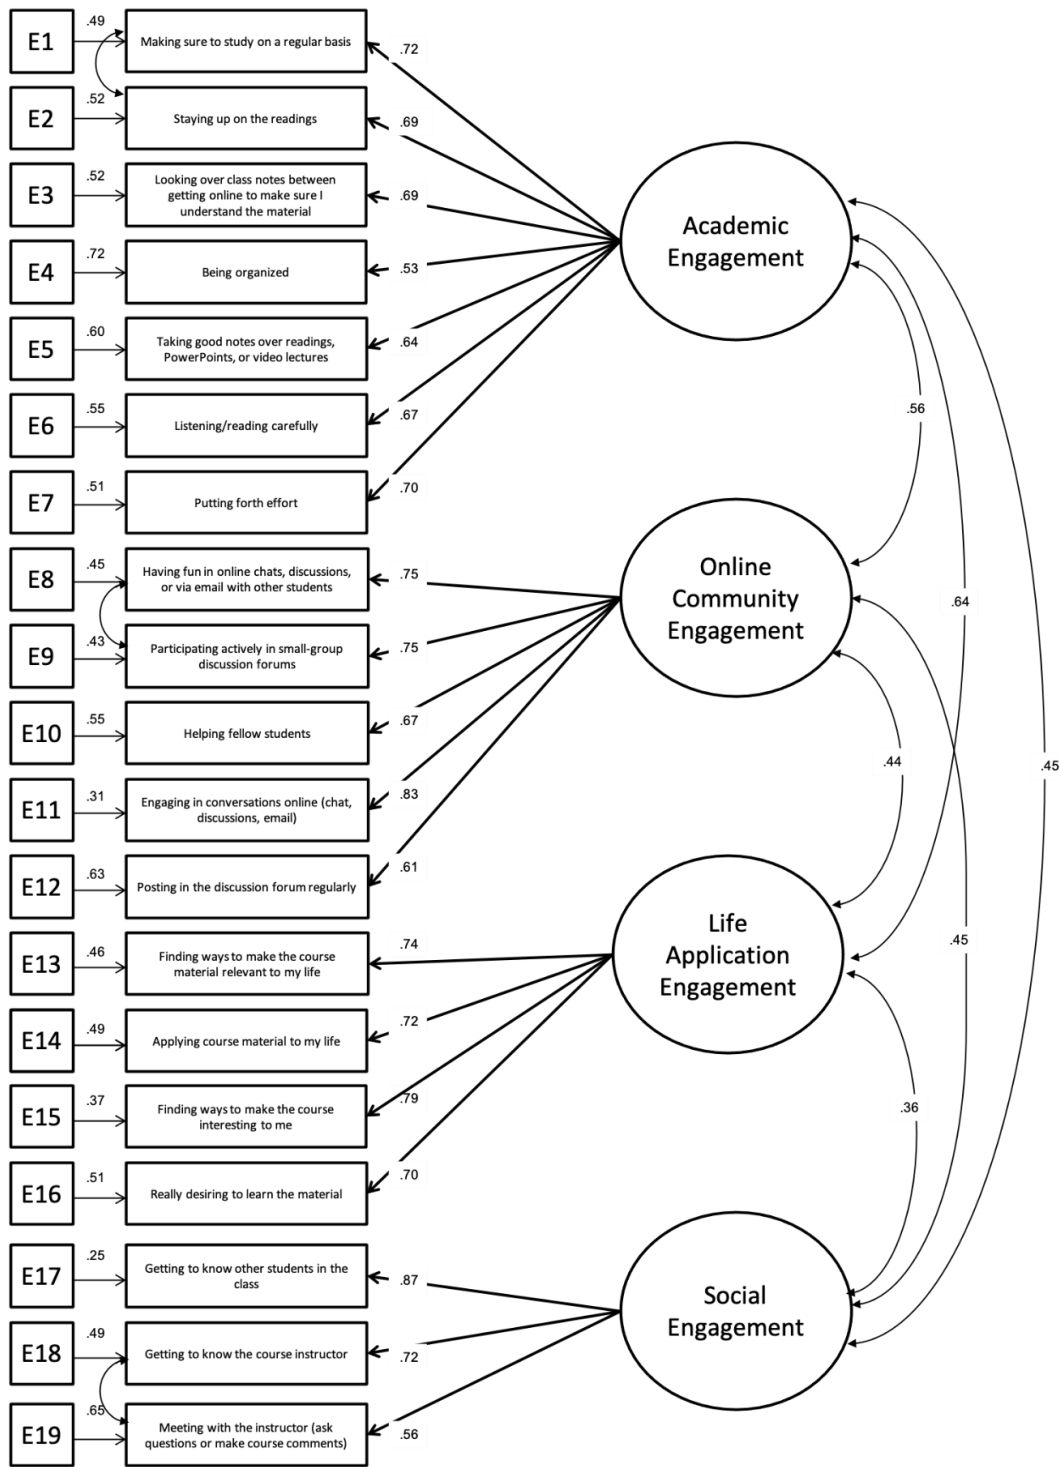 .49
E1
Making sure to study on a regular basis
.72
.52
E2
Staying up on the readings
.69
.52
E3
Looking over class notes between
getting online to make sure I
understand the material
.69
.72
E4
Being organized
.53
.60
E5
Taking good notes over readings,
PowerPoints, or video lectures
.64
.55
E6
Listening/reading carefully
.67
.51
E7
Putting forth effort
.70
Academic
Engagement
.56
.45
E8
Having fun in online chats, discussions,
or via email with other students
.75
.43
E9
Participating actively in small-group
discussion forums
.75
.55
E10
Helping fellow students
.67
.31
E11
Engaging in conversations online (chat,
discussions, email)
.83
.63
E12
Posting in the discussion forum regularly
.61
Online
Community
Engagement
.64
.44
.45
.46
E13
Finding ways to make the course
material relevant to my life
.74
.49
E14
Applying course material to my life
.72
.37
E15
Finding ways to make the course
interesting to me
.79
.51
E16
Really desiring to learn the material
.70
Life
Application
Engagement
.45
.36
.25
E17
Getting to know other students in the
class
.87
.49
E18
Getting to know the course instructor
.72
.65
E19
Meeting with the instructor (ask
questions or make course comments)
.56
Social
Engagement